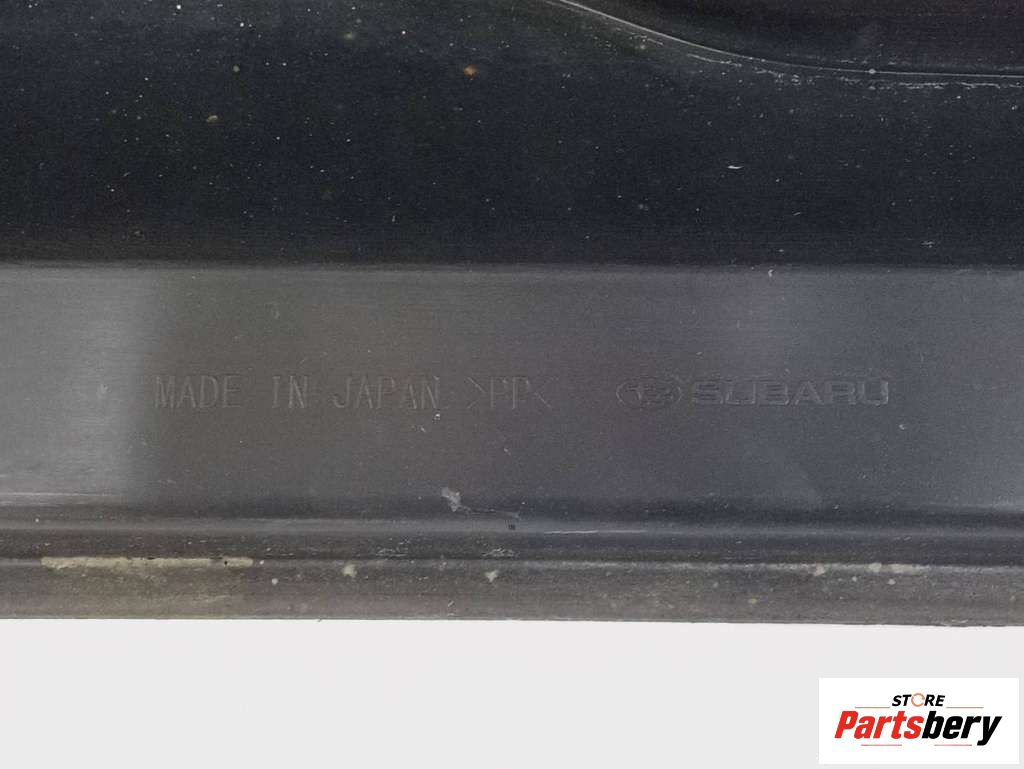 MADE IN JAPAN >PP< SUBARU
STORE
Partsbery